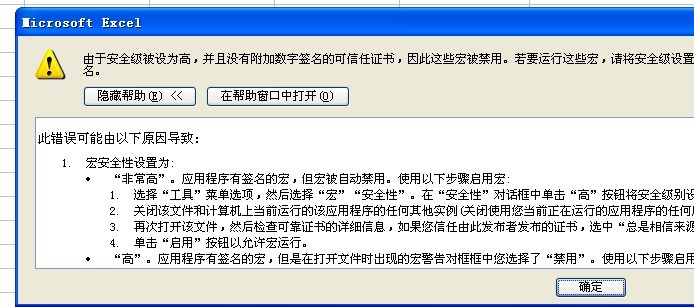 Microsoft Excel
由于安全级被设为高，并且没有附加数字签名的可信任证书，因此这些宏被禁用。若要运行这些宏，请将安全级设置
名。
隐藏帮助(E) <<
在帮助窗口中打开(O)
此错误可能由以下原因导致:
1. 宏安全性设置为:
• “非常高”。应用程序有签名的宏，但宏被自动禁用。使用以下步骤启用宏:
1. 选择“工具”菜单选项，然后选择“宏”“安全性”。在“安全性”对话框中单击“高”按钮将安全级别设
2. 关闭该文件和计算机上当前运行的该应用程序的任何其他实例(关闭使用您当前正在运行的应用程序的任何应
3. 再次打开该文件，然后检查可靠证书的详细信息，如果您信任由此发布者发布的证书，选中“总是相信来源
4. 单击“启用”按钮以允许宏运行。
• “高”。应用程序有签名的宏，但是在打开文件时出现的宏警告对框框中您选择了“禁用”。使用以下步骤启用
确定